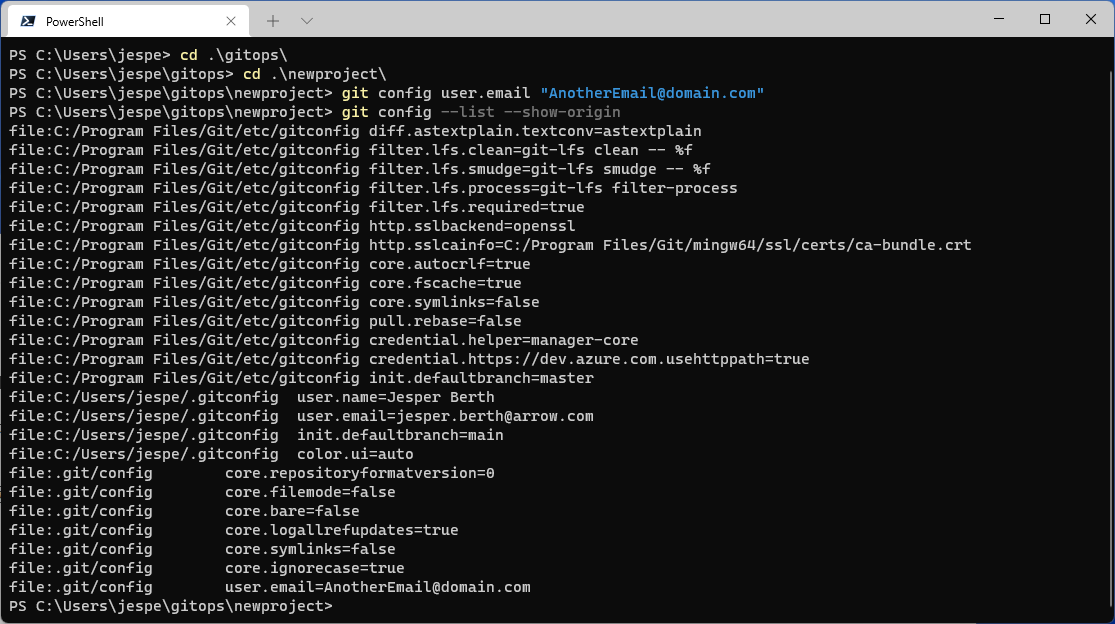 PowerShell
PS C:\Users\jespe> cd .\gitops\
PS C:\Users\jespe\gitops> cd .\newproject\
PS C:\Users\jespe\gitops\newproject> git config user.email "AnotherEmail@domain.com"
PS C:\Users\jespe\gitops\newproject> git config --list --show-origin
file:C:/Program Files/Git/etc/gitconfig diff.astextplain.textconv=astextplain
file:C:/Program Files/Git/etc/gitconfig filter.lfs.clean=git-lfs clean -- %f
file:C:/Program Files/Git/etc/gitconfig filter.lfs.smudge=git-lfs smudge -- %f
file:C:/Program Files/Git/etc/gitconfig filter.lfs.process=git-lfs filter-process
file:C:/Program Files/Git/etc/gitconfig filter.lfs.required=true
file:C:/Program Files/Git/etc/gitconfig http.sslbackend=openssl
file:C:/Program Files/Git/etc/gitconfig http.sslcainfo=C:/Program Files/Git/mingw64/ssl/certs/ca-bundle.crt
file:C:/Program Files/Git/etc/gitconfig core.autocrlf=true
file:C:/Program Files/Git/etc/gitconfig core.fscache=true
file:C:/Program Files/Git/etc/gitconfig core.symlinks=false
file:C:/Program Files/Git/etc/gitconfig pull.rebase=false
file:C:/Program Files/Git/etc/gitconfig credential.helper=manager-core
file:C:/Program Files/Git/etc/gitconfig credential.https://dev.azure.com.usehttppath=true
file:C:/Program Files/Git/etc/gitconfig init.defaultbranch=master
file:C:/Users/jespe/.gitconfig  user.name=Jesper Berth
file:C:/Users/jespe/.gitconfig  user.email=jesper.berth@arrow.com
file:C:/Users/jespe/.gitconfig  init.defaultbranch=main
file:C:/Users/jespe/.gitconfig  color.ui=auto
file:.git/config        core.repositoryformatversion=0
file:.git/config        core.filemode=false
file:.git/config        core.bare=false
file:.git/config        core.logallrefupdates=true
file:.git/config        core.symlinks=false
file:.git/config        core.ignorecase=true
file:.git/config        user.email=AnotherEmail@domain.com
PS C:\Users\jespe\gitops\newproject>